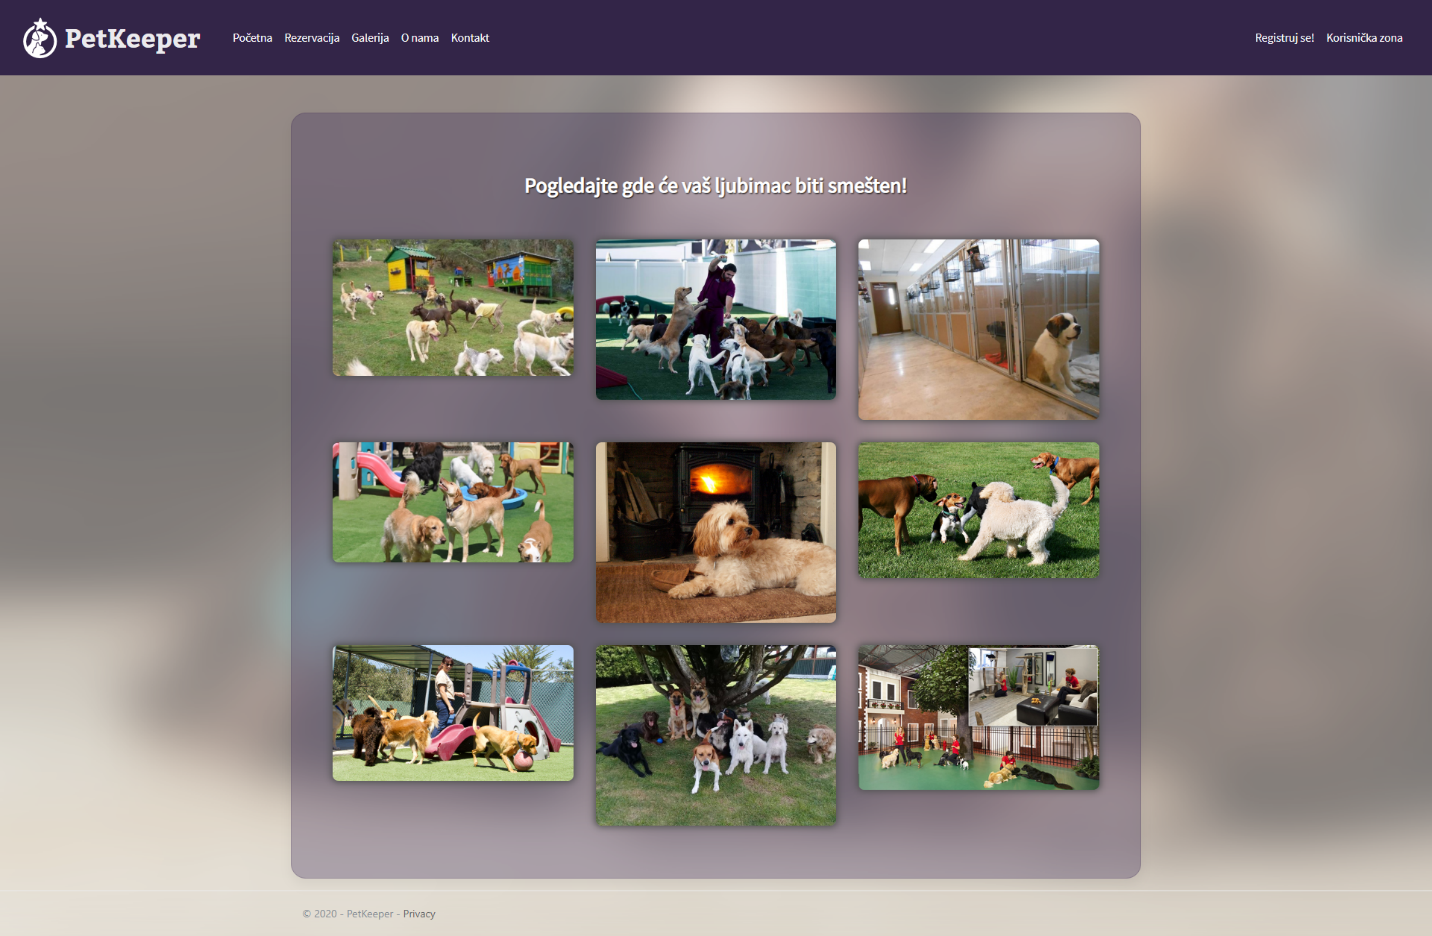 PetKeeper
Početna Rezervacija Galerija O nama Kontakt
Registruj se! Korisnička zona
Pogledajte gde će vaš ljubimac biti smešten!
© 2020 - PetKeeper - Privacy